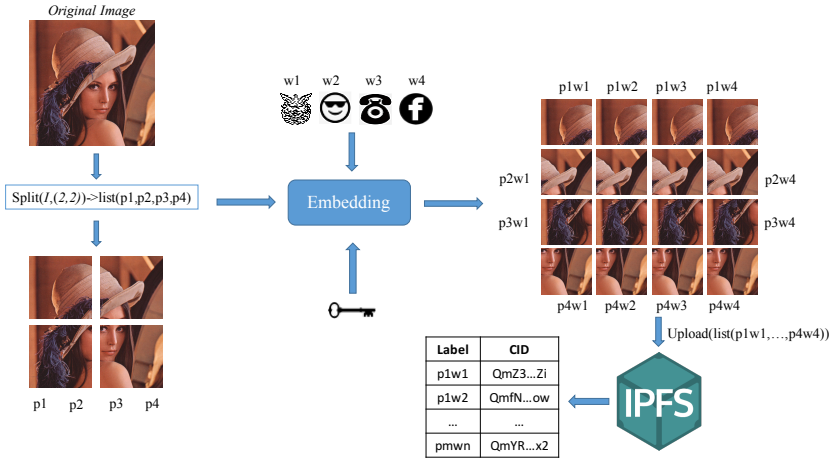 Original Image
Split(I,(2,2))->list(p1,p2,p3,p4)
p1 p2 p3 p4
w1 w2 w3 w4
Embedding
p1w1 p1w2 p1w3 p1w4
p2w1 p2w4
p3w1 p3w4
p4w1 p4w2 p4w3 p4w4
Upload(list(p1w1,…,p4w4))
IPFS
Label CID
p1w1 QmZ3…Zi
p1w2 QmfN…ow
… …
pmwn QmYR…x2